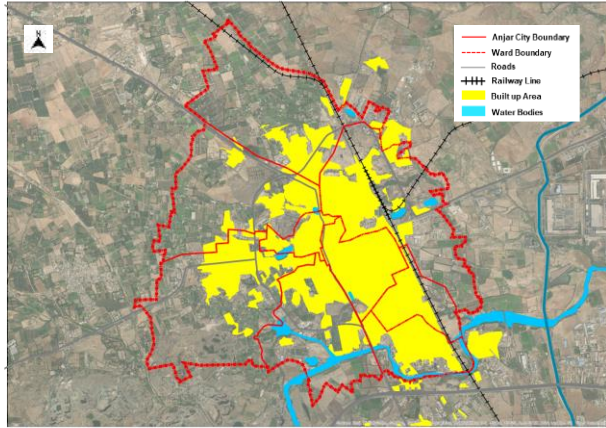 N
Anjar City Boundary
Ward Boundary
Roads
Railway Line
Built up Area
Water Bodies